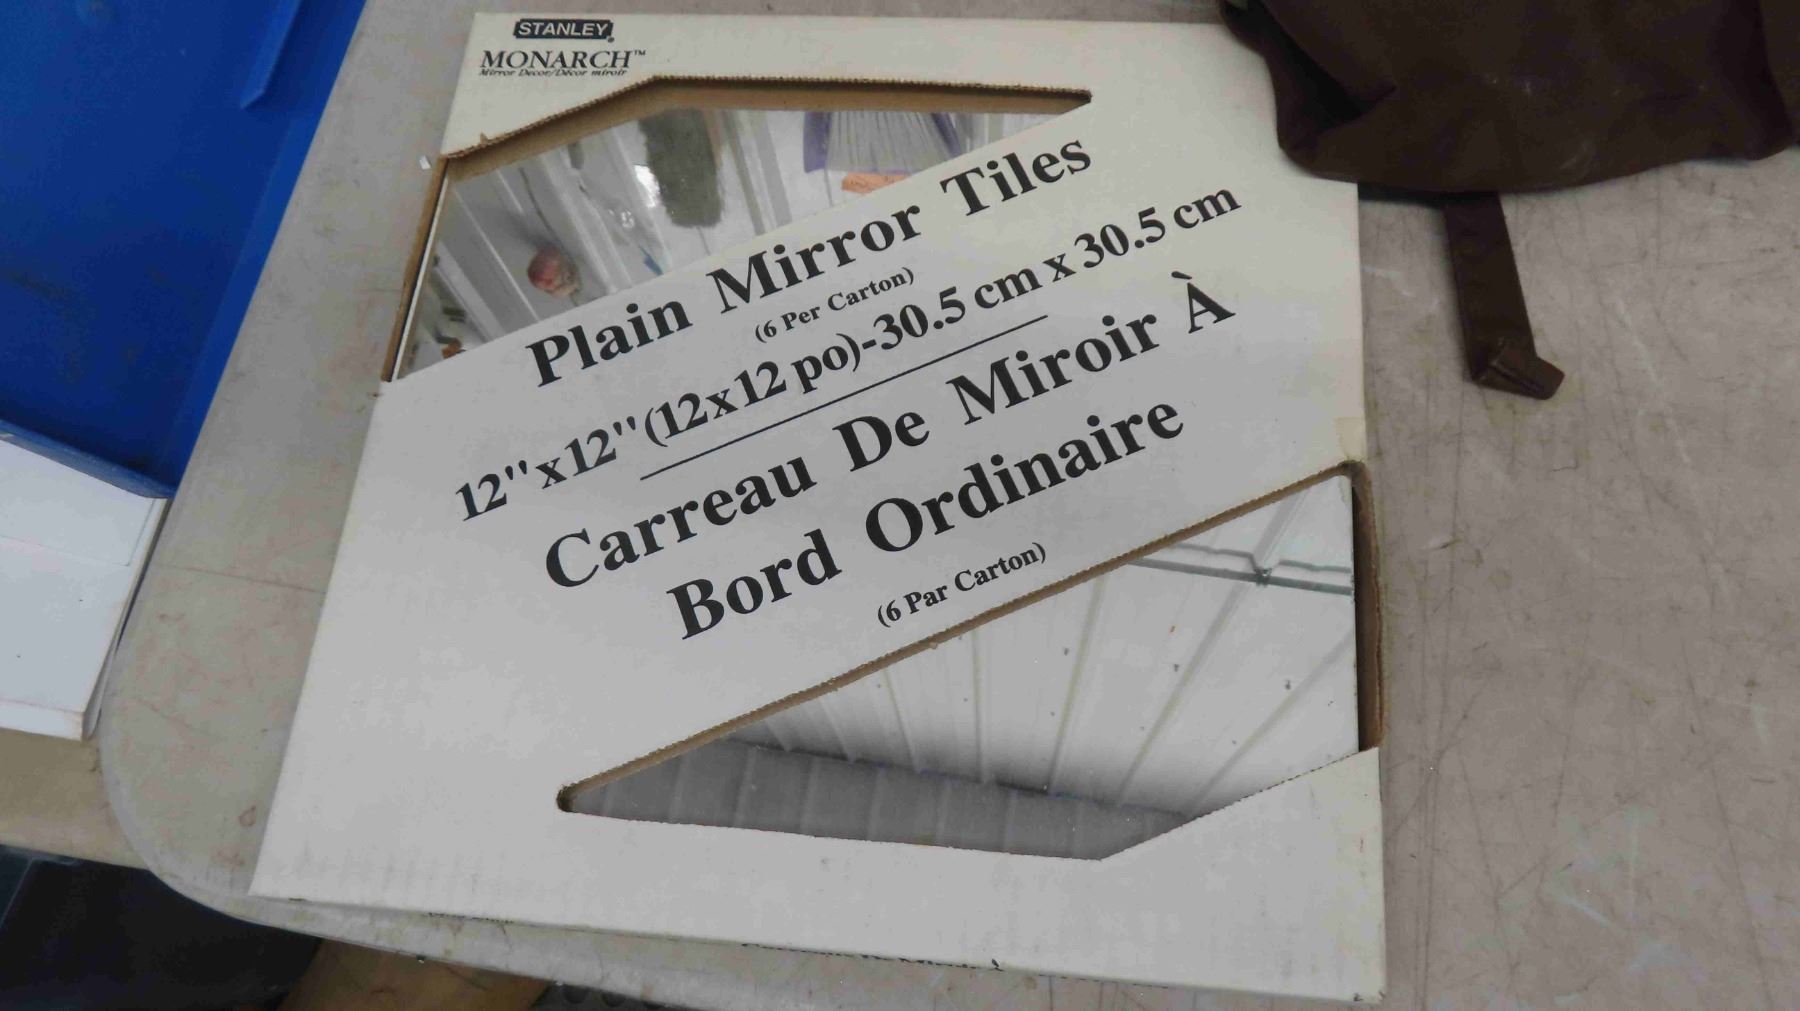 STANLEY
MONARCH™
Mirror Decor/Décor miroir
Plain Mirror Tiles
(6 Per Carton)
12"x12"(12x12 po)-30.5 cm x 30.5 cm
Carreau De Miroir À
Bord Ordinaire
(6 Par Carton)